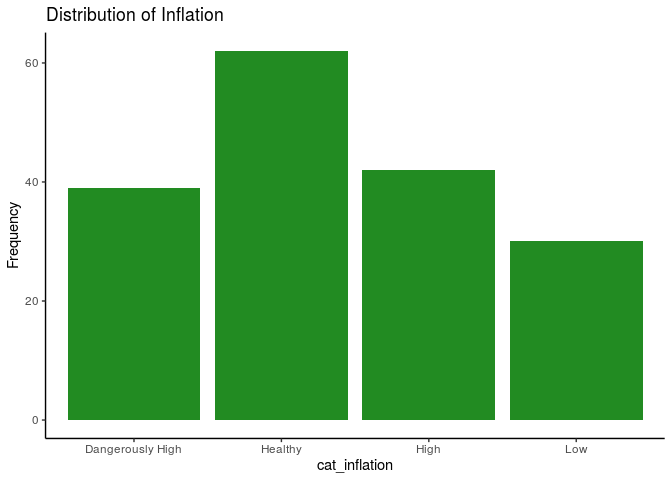 Distribution of Inflation
Frequency
60
40
20
0
Dangerously High Healthy High Low
cat_inflation